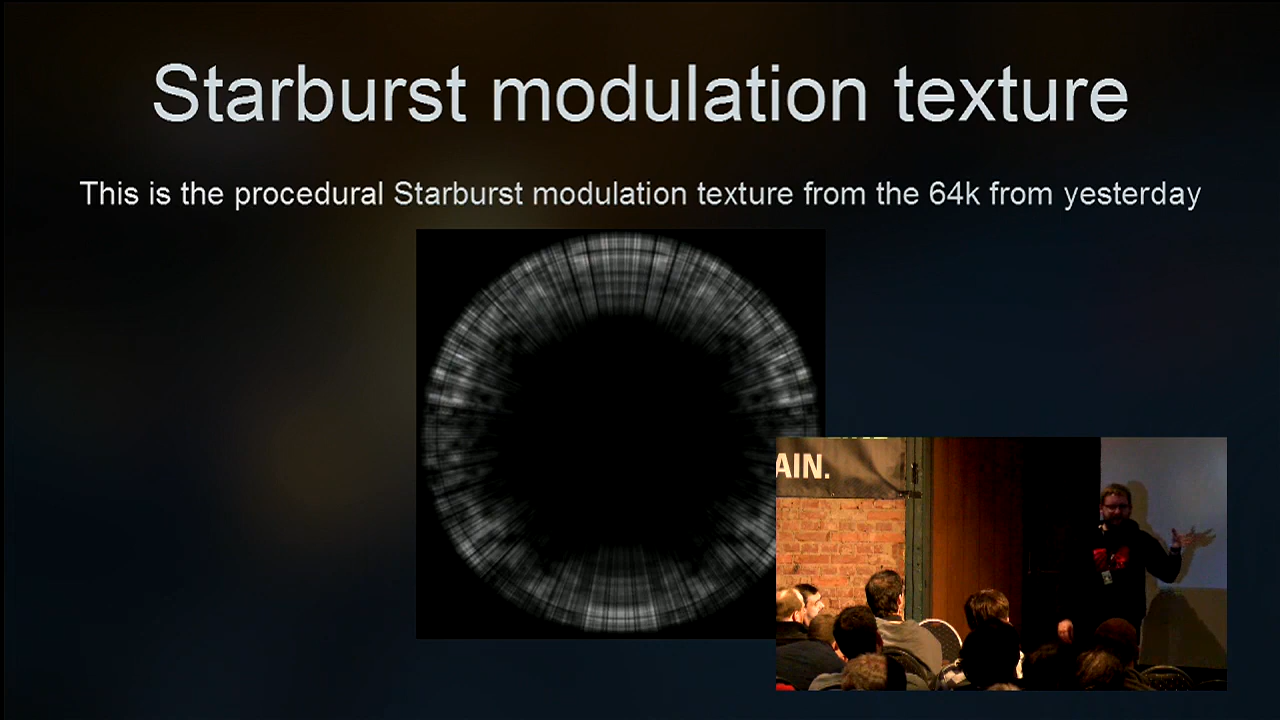 Starburst modulation texture
This is the procedural Starburst modulation texture from the 64k from yesterday
AIN.